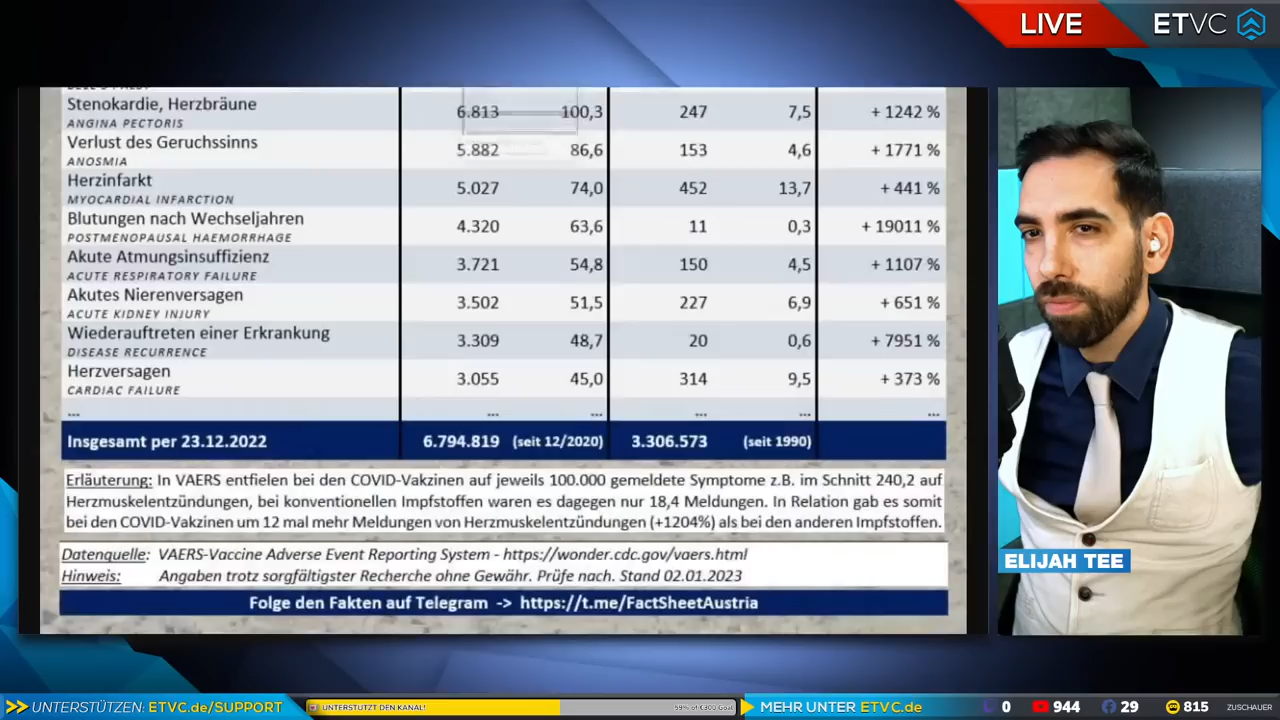 LIVE
ETVC
Stenokardie, Herzbräune 6.813 100,3 247 7,5 + 1242 %
ANGINA PECTORIS
Verlust des Geruchssinns 5.882 86,6 153 4,6 + 1771 %
ANOSMIA
Herzinfarkt 5.027 74,0 452 13,7 + 441 %
MYOCARDIAL INFARCTION
Blutungen nach Wechseljahren 4.320 63,6 11 0,3 + 19011 %
POSTMENOPAUSAL HAEMORRHAGE
Akute Atmungsinsuffizienz 3.721 54,8 150 4,5 + 1107 %
ACUTE RESPIRATORY FAILURE
Akutes Nierenversagen 3.502 51,5 227 6,9 + 651 %
ACUTE KIDNEY INJURY
Wiederauftreten einer Erkrankung 3.309 48,7 20 0,6 + 7951 %
DISEASE RECURRENCE
Herzversagen 3.055 45,0 314 9,5 + 373 %
CARDIAC FAILURE
... ... ... ... ... ...
Insgesamt per 23.12.2022 6.794.819 (seit 12/2020) 3.306.573 (seit 1990)
Erläuterung: In VAERS entfielen bei den COVID-Vakzinen auf jeweils 100.000 gemeldete Symptome z.B. im Schnitt 240,2 auf
Herzmuskelentzündungen, bei konventionellen Impfstoffen waren es dagegen nur 18,4 Meldungen. In Relation gab es somit
bei den COVID-Vakzinen um 12 mal mehr Meldungen von Herzmuskelentzündungen (+1204%) als bei den anderen Impfstoffen.
Datenquelle: VAERS-Vaccine Adverse Event Reporting System - https://wonder.cdc.gov/vaers.html
Hinweis: Angaben trotz sorgfältigster Recherche ohne Gewähr. Prüfe nach. Stand 02.01.2023
Folge den Fakten auf Telegram -> https://t.me/FactSheetAustria
ELIJAH TEE
UNTERSTÜTZEN: ETVC.de/SUPPORT
UNTERSTÜTZT DEN KANAL! 59% of €300 Goal
MEHR UNTER ETVC.de
0 944 29 815 ZUSCHAUER